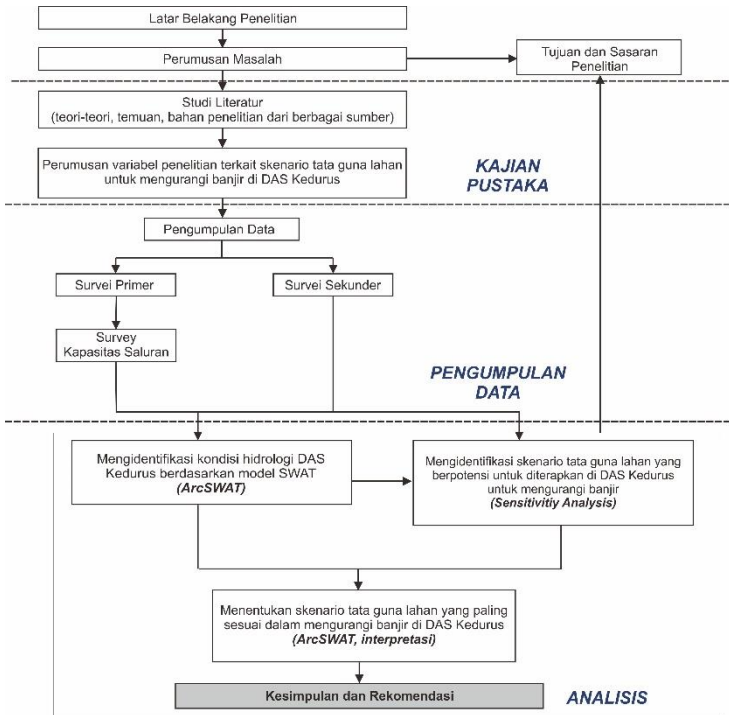 Latar Belakang Penelitian
Perumusan Masalah
Tujuan dan Sasaran
Penelitian
Studi Literatur
(teori-teori, temuan, bahan penelitian dari berbagai sumber)
Perumusan variabel penelitian terkait skenario tata guna lahan
untuk mengurangi banjir di DAS Kedurus
KAJIAN
PUSTAKA
Pengumpulan Data
Survei Primer
Survei Sekunder
Survey
Kapasitas Saluran
PENGUMPULAN
DATA
Mengidentifikasi kondisi hidrologi DAS
Kedurus berdasarkan model SWAT
(ArcSWAT)
Mengidentifikasi skenario tata guna lahan yang
berpotensi untuk diterapkan di DAS Kedurus
untuk mengurangi banjir
(Sensitivitiy Analysis)
Menentukan skenario tata guna lahan yang paling
sesuai dalam mengurangi banjir di DAS Kedurus
(ArcSWAT, interpretasi)
Kesimpulan dan Rekomendasi
ANALISIS